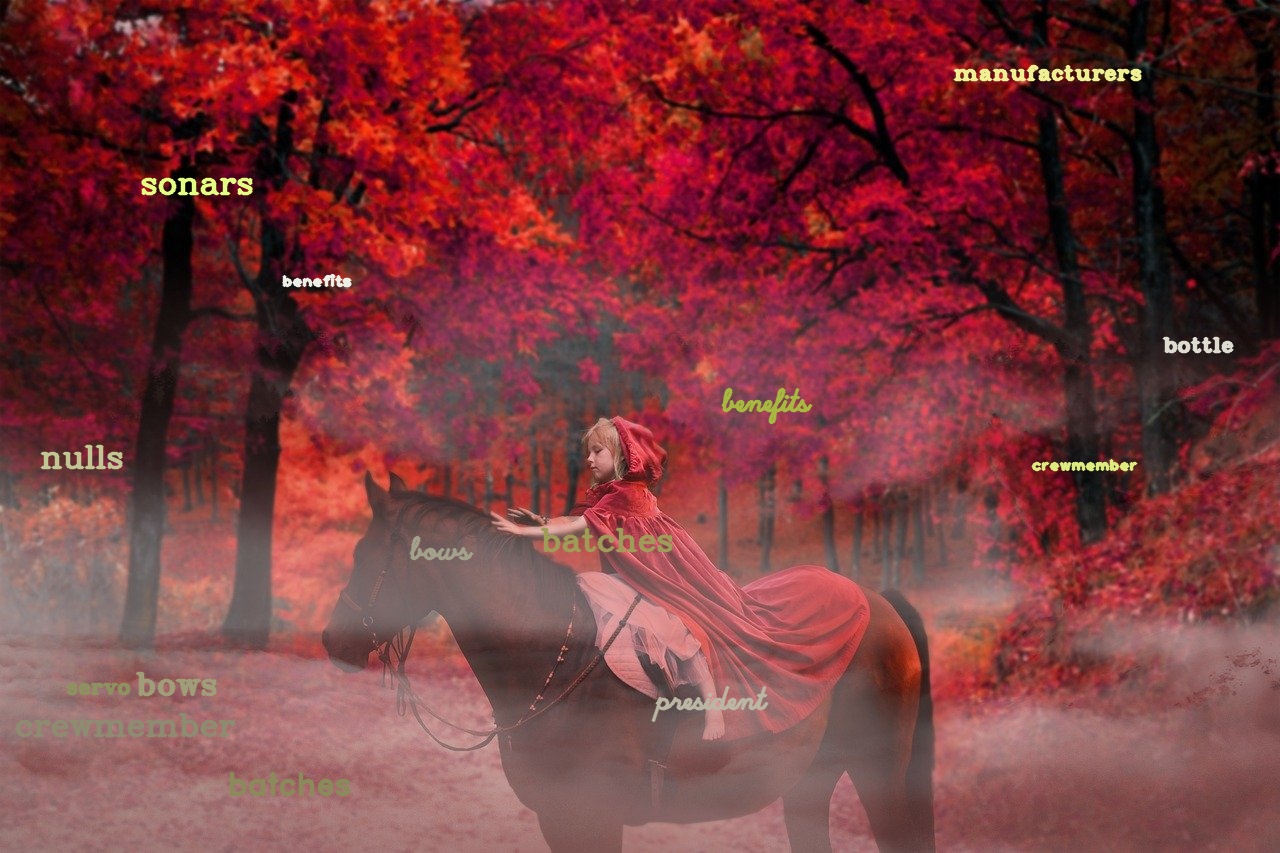 manufacturers
sonars
benefits
bottle
benefits
nulls
crewmember
batches
bows
servo bows
president
crewmember
batches